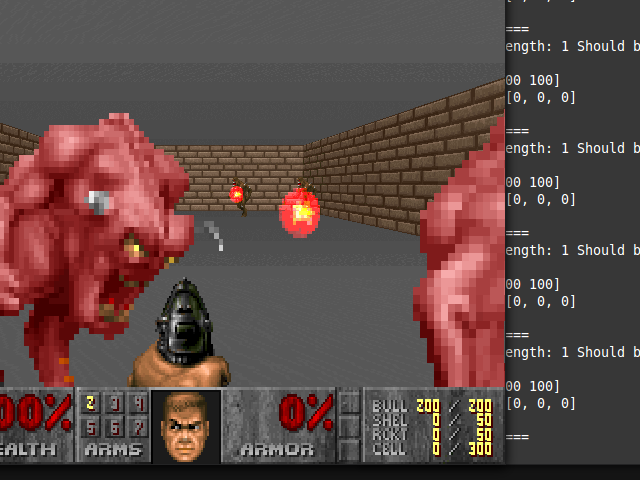 ===
ength: 1 Should b
00 100]
[0, 0, 0]
===
ength: 1 Should b
00 100]
[0, 0, 0]
===
ength: 1 Should b
00 100]
[0, 0, 0]
===
ength: 1 Should b
00 100]
[0, 0, 0]
===
00% 2 3 4 0% BULL 200 / 200
5 6 7 SHEL 0 / 50
RCKT 0 / 50
EALTH ARMS ARMOR CELL 0 / 300